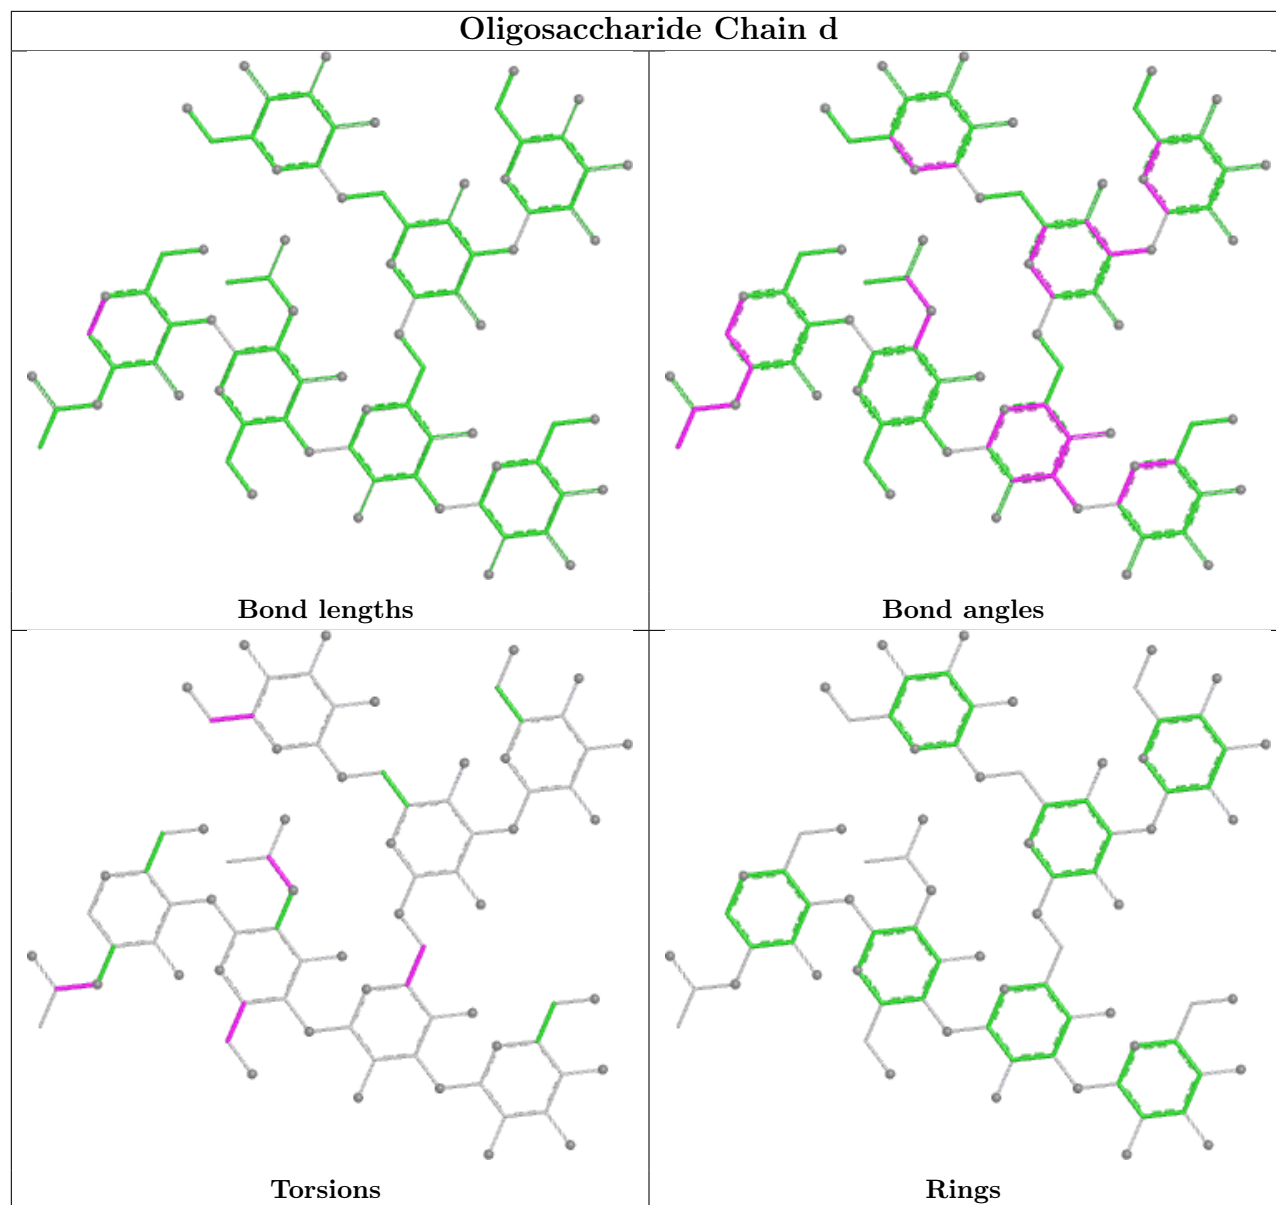 Oligosaccharide Chain d
Bond lengths
Bond angles
Torsions
Rings